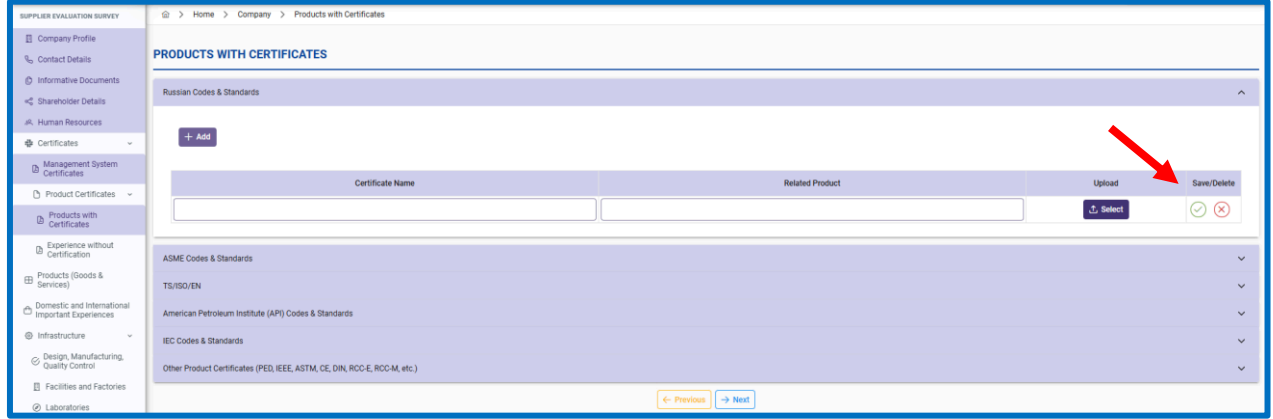 SUPPLIER EVALUATION SURVEY
Company Profile
Contact Details
Informative Documents
Shareholder Details
Human Resources
Certificates
Management System
Certificates
Product Certificates
Products with
Certificates
Experience without
Certification
Products (Goods &
Services)
Domestic and International
Important Experiences
Infrastructure
Design, Manufacturing,
Quality Control
Facilities and Factories
Laboratories
> Home > Company > Products with Certificates
PRODUCTS WITH CERTIFICATES
Russian Codes & Standards
+ Add
Certificate Name Related Product Upload Save/Delete
Select
ASME Codes & Standards
TS/ISO/EN
American Petroleum Institute (API) Codes & Standards
IEC Codes & Standards
Other Product Certificates (PED, IEEE, ASTM, CE, DIN, RCC-E, RCC-M, etc.)
← Previous → Next